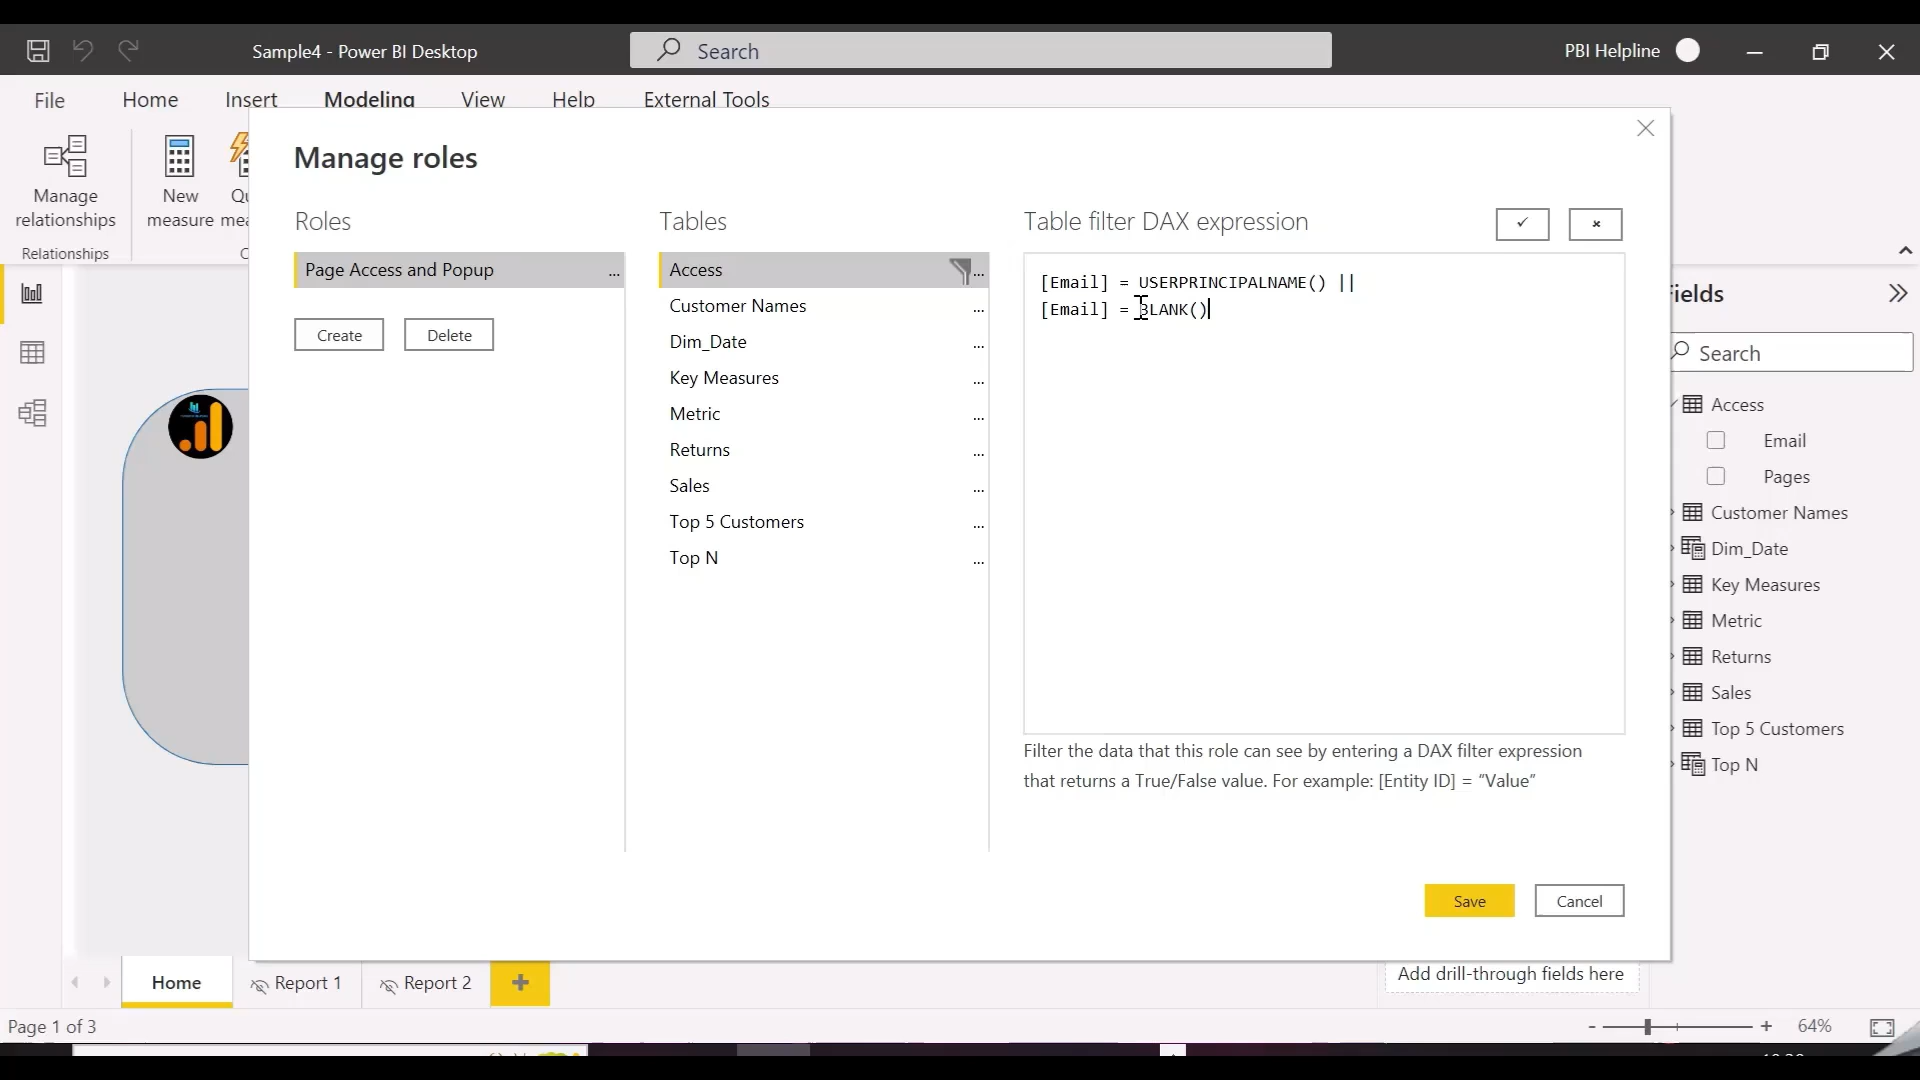 Sample4 - Power BI Desktop
Search
PBI Helpline
File
Home
Insert
Modeling
View
Help
External Tools
Manage
relationships
Relationships
New
measure
Manage roles
Roles
Page Access and Popup
...
Create
Delete
Tables
Access
...
Customer Names
...
Dim_Date
...
Key Measures
...
Metric
...
Returns
...
Sales
...
Top 5 Customers
...
Top N
...
Table filter DAX expression
[Email] = USERPRINCIPALNAME() ||
[Email] = BLANK()
Filter the data that this role can see by entering a DAX filter expression
that returns a True/False value. For example: [Entity ID] = “Value”
Save
Cancel
Fields
Search
Access
Email
Pages
Customer Names
Dim_Date
Key Measures
Metric
Returns
Sales
Top 5 Customers
Top N
Add drill-through fields here
Home
Report 1
Report 2
Page 1 of 3
64%